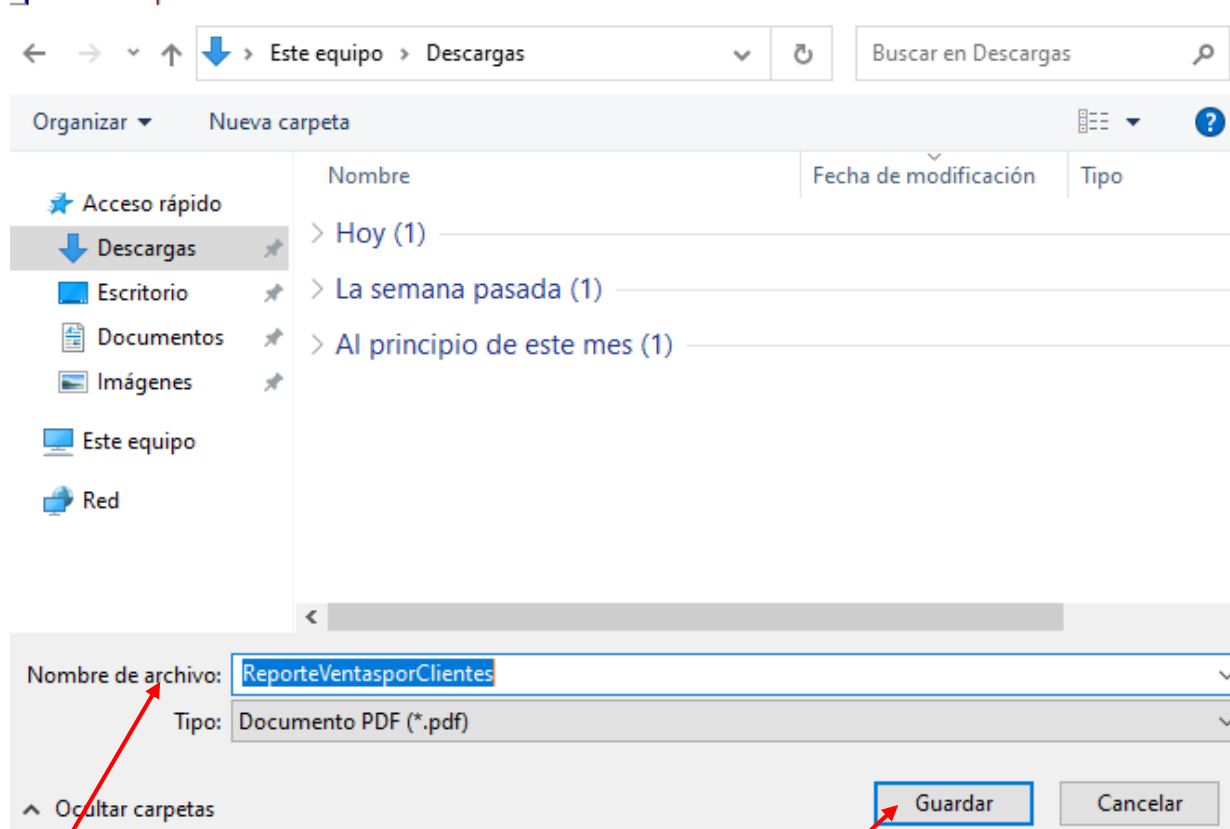 Este equipo > Descargas
Buscar en Descargas
Organizar
Nueva carpeta
?
Nombre
Fecha de modificación
Tipo
Acceso rápido
Descargas
Escritorio
Documentos
Imágenes
Este equipo
Red
Hoy (1)
La semana pasada (1)
Al principio de este mes (1)
Nombre de archivo: ReporteVentasporClientes
Tipo: Documento PDF (*.pdf)
Ocultar carpetas
Guardar
Cancelar